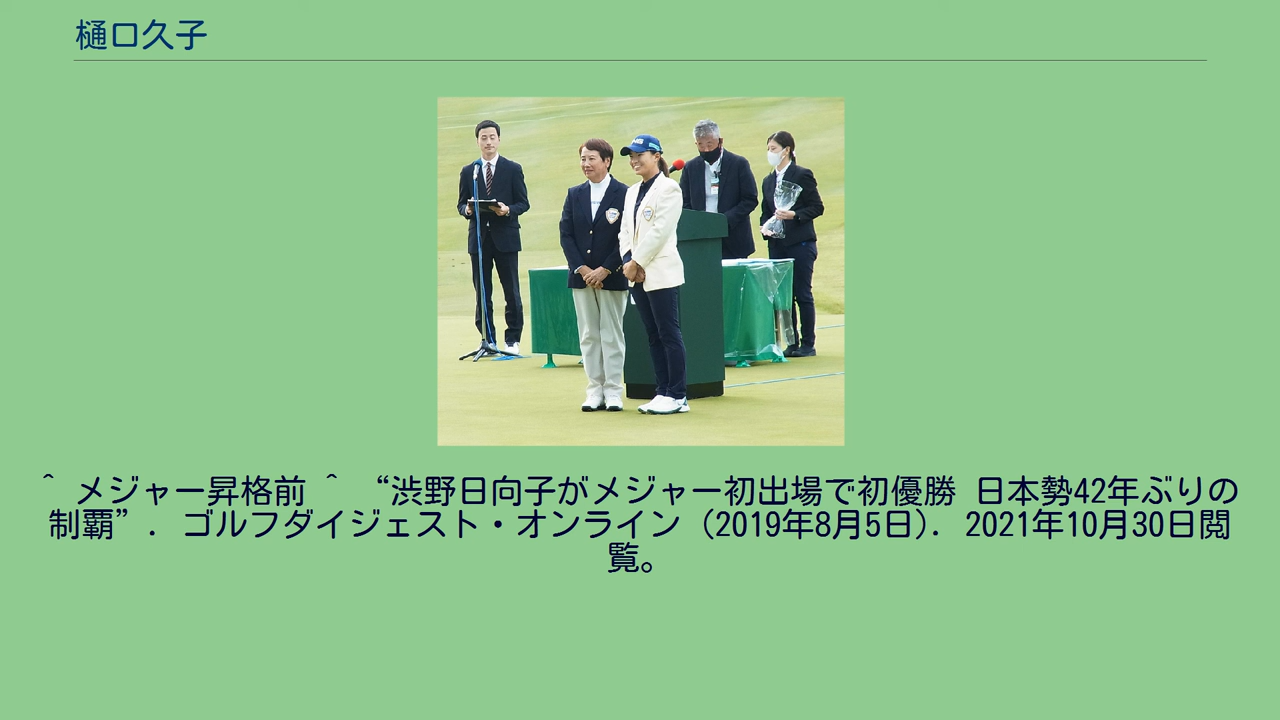 樋口久子
^ メジャー昇格前 ^ “渋野日向子がメジャー初出場で初優勝 日本勢42年ぶりの
制覇”. ゴルフダイジェスト・オンライン (2019年8月5日). 2021年10月30日閲
覧。